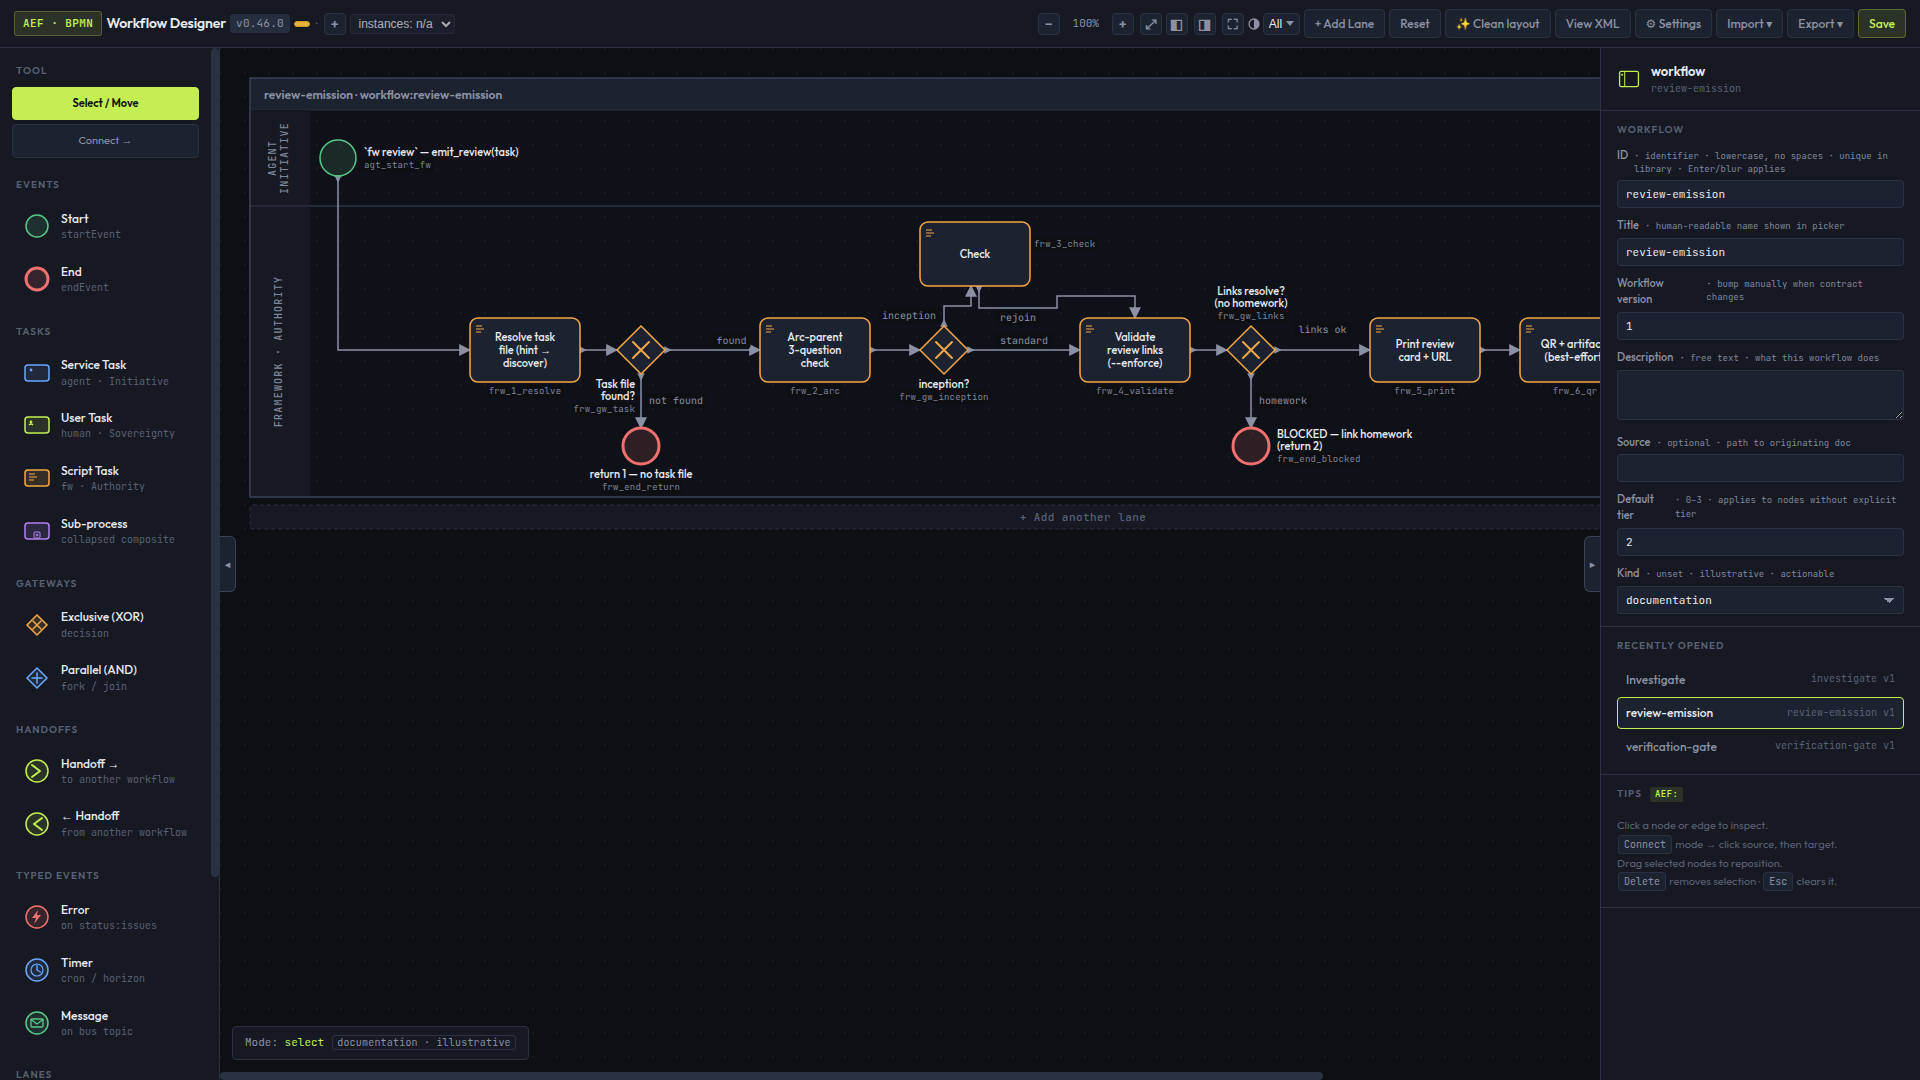 AEF · BPMN Workflow Designer v0.46.0 · + instances: n/a
− 100% + All + Add Lane Reset ✨ Clean layout View XML ⚙ Settings Import ▾ Export ▾ Save
TOOL
Select / Move
Connect →
EVENTS
Start
startEvent
End
endEvent
TASKS
Service Task
agent · Initiative
User Task
human · Sovereignty
Script Task
fw · Authority
Sub-process
collapsed composite
GATEWAYS
Exclusive (XOR)
decision
Parallel (AND)
fork / join
HANDOFFS
Handoff →
to another workflow
← Handoff
from another workflow
TYPED EVENTS
Error
on status:issues
Timer
cron / horizon
Message
on bus topic
LANES
review-emission · workflow:review-emission
AGENT
INITIATIVE
`fw review` — emit_review(task)
agt_start_fw
FRAMEWORK · AUTHORITY
Resolve task
file (hint →
discover)
frw_1_resolve
Task file
found?
frw_gw_task
found
not found
return 1 — no task file
frw_end_return
Arc-parent
3-question
check
frw_2_arc
inception
inception?
frw_gw_inception
Check
frw_3_check
rejoin
standard
Validate
review links
(--enforce)
frw_4_validate
Links resolve?
(no homework)
frw_gw_links
links ok
homework
BLOCKED — link homework
(return 2)
frw_end_blocked
Print review
card + URL
frw_5_print
QR + artifac
(best-effort
frw_6_qr
+ Add another lane
Mode: select documentation · illustrative
workflow
review-emission
WORKFLOW
ID · identifier · lowercase, no spaces · unique in
library · Enter/blur applies
review-emission
Title · human-readable name shown in picker
review-emission
Workflow
version · bump manually when contract
changes
1
Description · free text · what this workflow does
Source · optional · path to originating doc
Default
tier · 0–3 · applies to nodes without explicit
tier
2
Kind · unset · illustrative · actionable
documentation
RECENTLY OPENED
Investigate investigate v1
review-emission review-emission v1
verification-gate verification-gate v1
TIPS AEF:
Click a node or edge to inspect.
Connect mode → click source, then target.
Drag selected nodes to reposition.
Delete removes selection · Esc clears it.